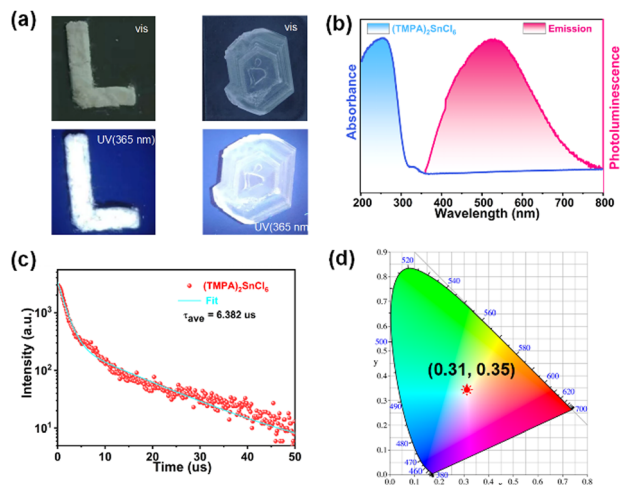 (a)
vis
vis
UV(365 nm)
UV(365 nm)
(b)
(TMPA)₂SnCl₆
Emission
Absorbance
Photoluminescence
200 300 400 500 600 700 800
Wavelength (nm)
(c)
(TMPA)₂SnCl₆
Fit
τave = 6.382 us
Intensity (a.u.)
10³
10²
10¹
0 10 20 30 40 50
Time (us)
(d)
0.9
0.8
0.7
0.6
0.5
0.4
y
0.3
0.2
0.1
0.0
0.0 0.1 0.2 0.3 0.4 0.5 0.6 0.7 0.8
520
540
560
500
580
(0.31, 0.35)
600
620
700
490
480
470
460
380